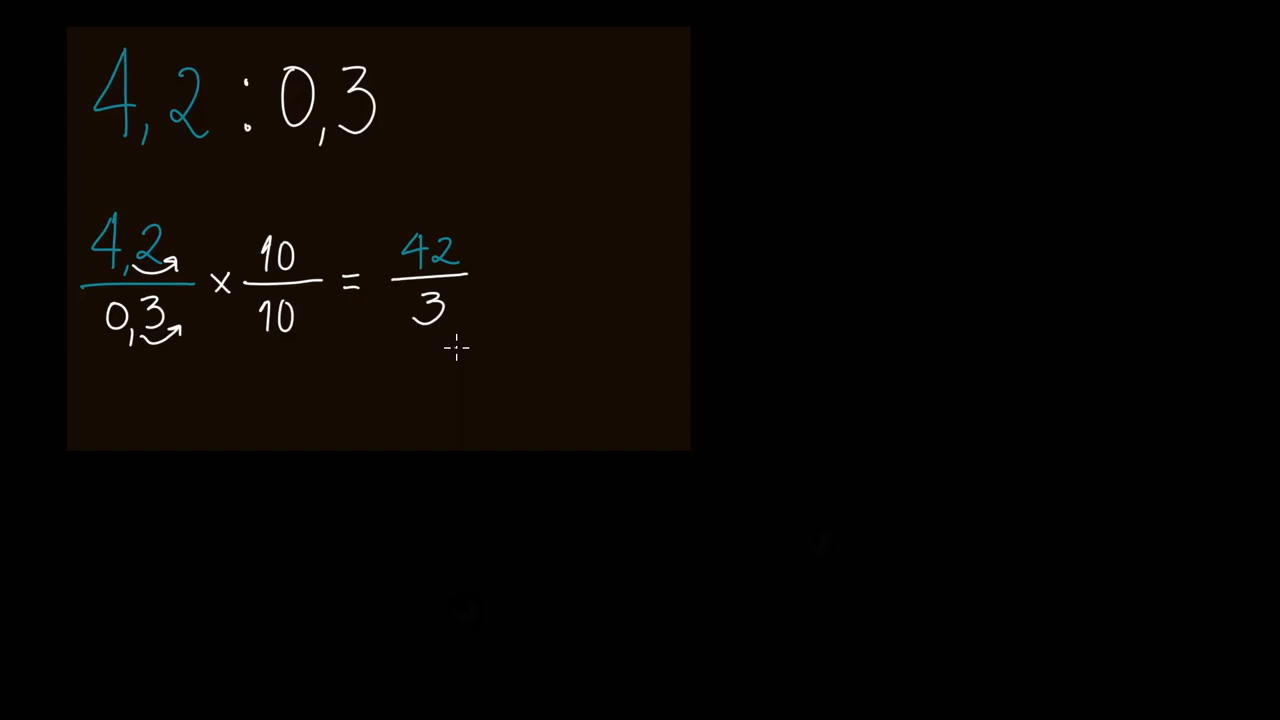 4,2 : 0,3
4,2/0,3 × 10/10 = 42/3